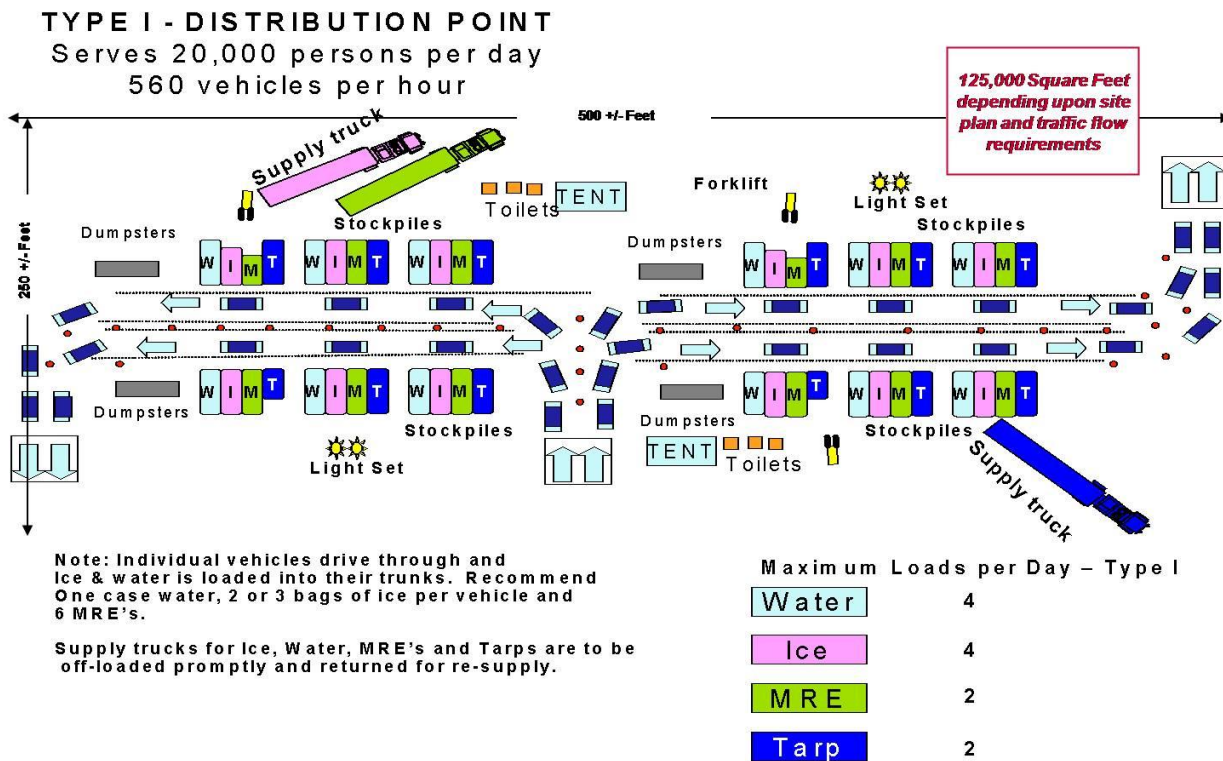 TYPE I - DISTRIBUTION POINT
Serves 20,000 persons per day
560 vehicles per hour
125,000 Square Feet
depending upon site
plan and traffic flow
requirements
500 +/- Feet
250 +/- Feet
Supply truck
Toilets
TENT
Forklift
Light Set
Stockpiles
Stockpiles
Dumpsters
Dumpsters
W I M T
W I M T
W I M T
W I M T
W I M T
W I M T
W I M T
W I M T
W I M T
W I M T
W I M T
W I M T
Dumpsters
Stockpiles
Light Set
Dumpsters
Stockpiles
TENT
Toilets
Supply truck
Note: Individual vehicles drive through and
Ice & water is loaded into their trunks. Recommend
One case water, 2 or 3 bags of ice per vehicle and
6 MRE's.
Supply trucks for Ice, Water, MRE's and Tarps are to be
off-loaded promptly and returned for re-supply.
Maximum Loads per Day – Type I
Water 4
Ice 4
MRE 2
Tarp 2